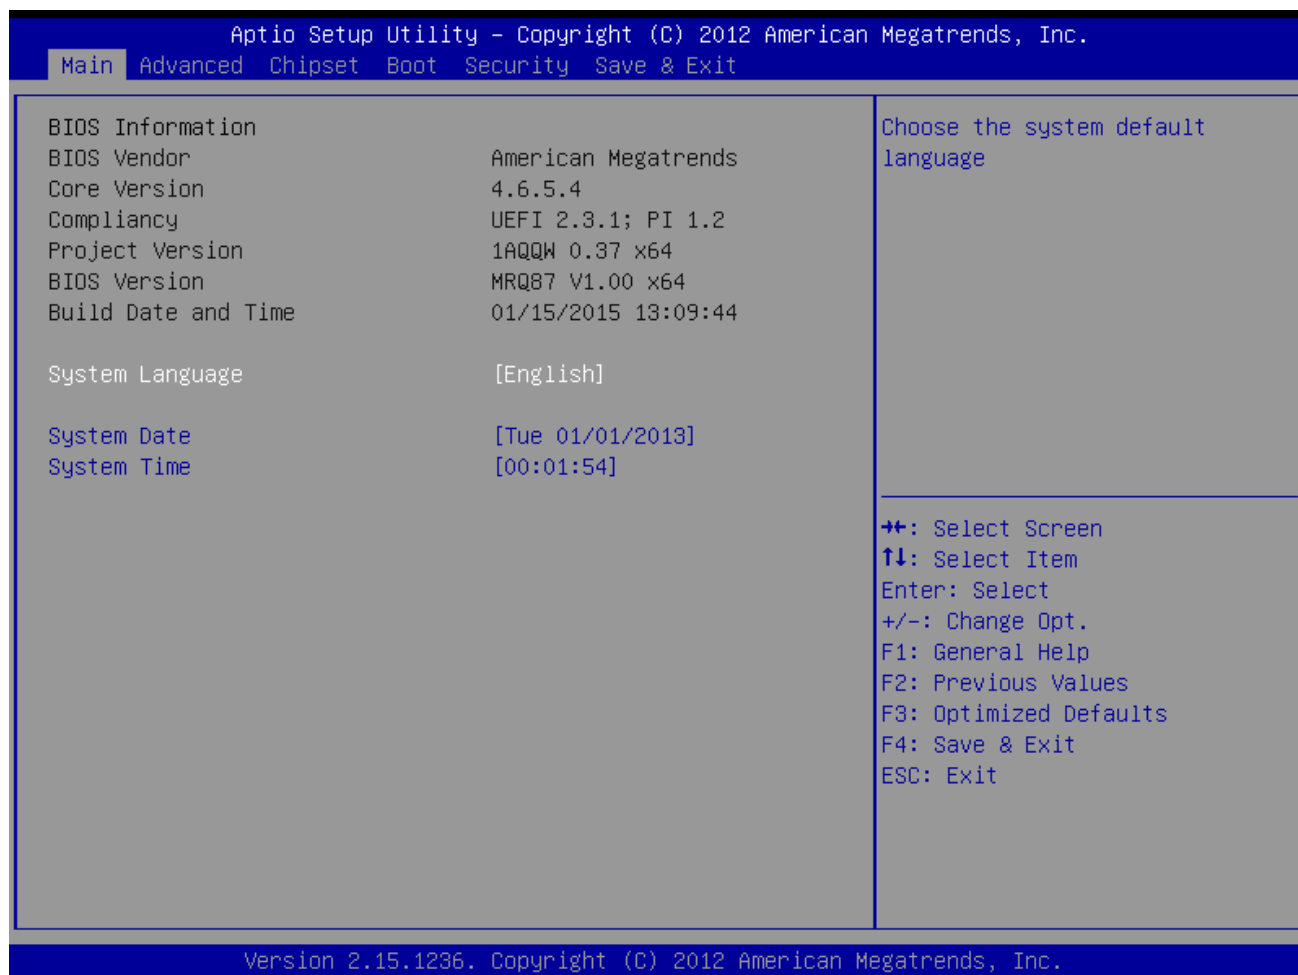 Aptio Setup Utility – Copyright (C) 2012 American Megatrends, Inc.
Main Advanced Chipset Boot Security Save & Exit
BIOS Information
BIOS Vendor American Megatrends
Core Version 4.6.5.4
Compliancy UEFI 2.3.1; PI 1.2
Project Version 1AQQW 0.37 x64
BIOS Version MRQ87 V1.00 x64
Build Date and Time 01/15/2015 13:09:44
System Language [English]
System Date [Tue 01/01/2013]
System Time [00:01:54]
Choose the system default
language
→←: Select Screen
↑↓: Select Item
Enter: Select
+/-: Change Opt.
F1: General Help
F2: Previous Values
F3: Optimized Defaults
F4: Save & Exit
ESC: Exit
Version 2.15.1236. Copyright (C) 2012 American Megatrends, Inc.